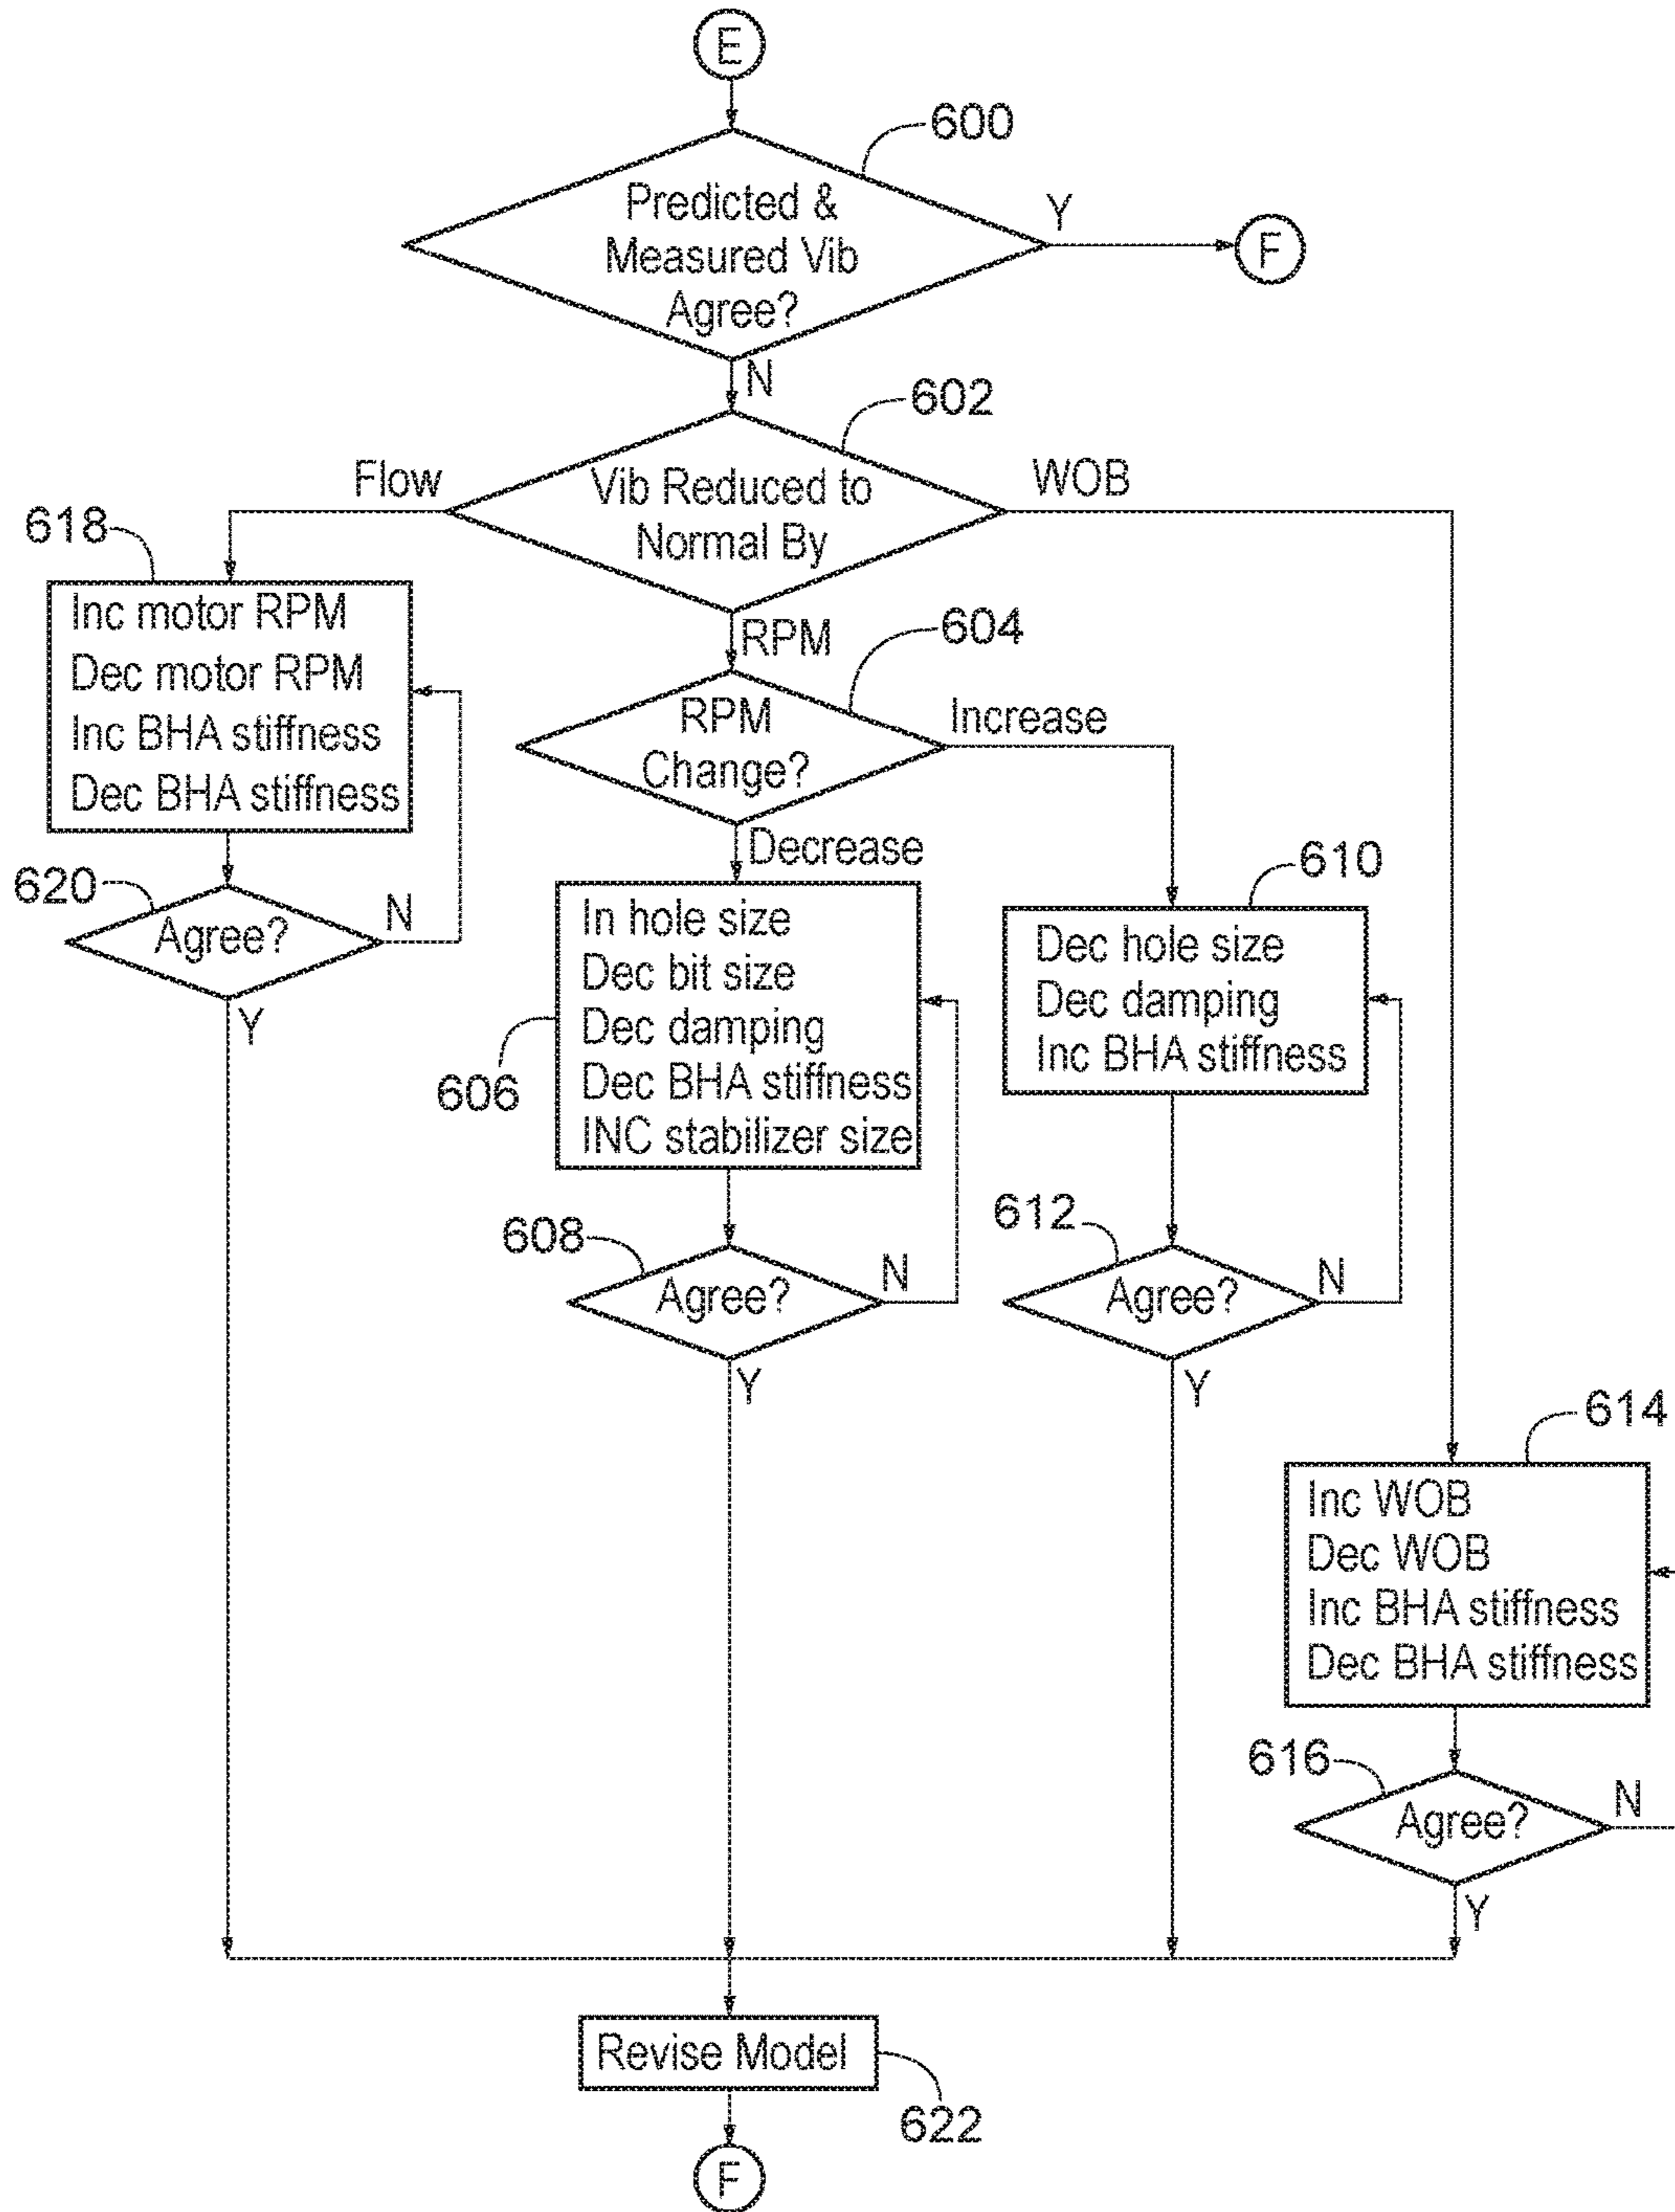 E
600
Predicted &
Measured Vib
Agree?
Y
F
N
602
Flow
Vib Reduced to
Normal By
WOB
618
Inc motor RPM
Dec motor RPM
Inc BHA stiffness
Dec BHA stiffness
RPM
604
RPM
Change?
Increase
Decrease
620
Agree?
N
Y
606
In hole size
Dec bit size
Dec damping
Dec BHA stiffness
INC stabilizer size
610
Dec hole size
Dec damping
Inc BHA stiffness
608
Agree?
N
Y
612
Agree?
N
Y
614
Inc WOB
Dec WOB
Inc BHA stiffness
Dec BHA stiffness
616
Agree?
N
Y
Revise Model
622
F